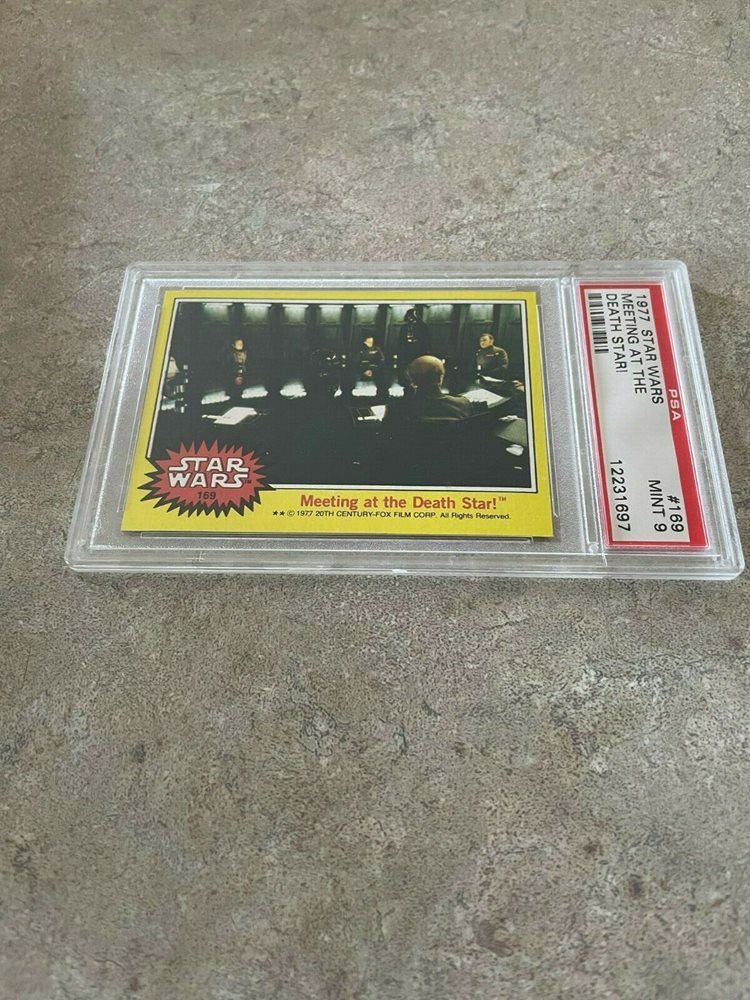 STAR
WARS™
169
Meeting at the Death Star!™
★★ © 1977 20TH CENTURY-FOX FILM CORP. All Rights Reserved.
1977 STAR WARS
MEETING AT THE
DEATH STAR!
PSA
#169
MINT 9
12231697